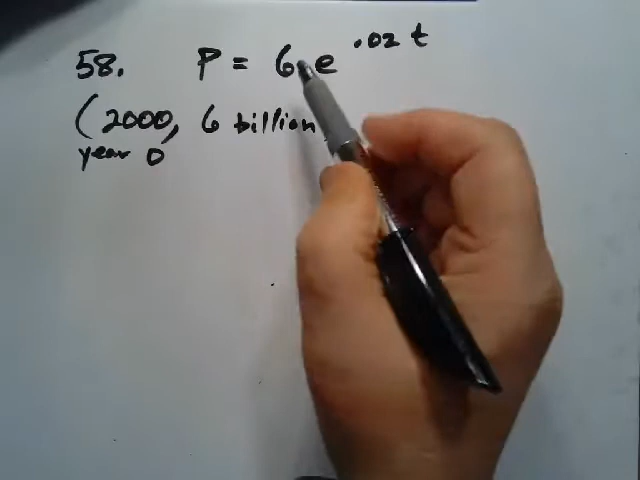 58. P = 6 e^.02 t
(2000, 6 billion
year 0